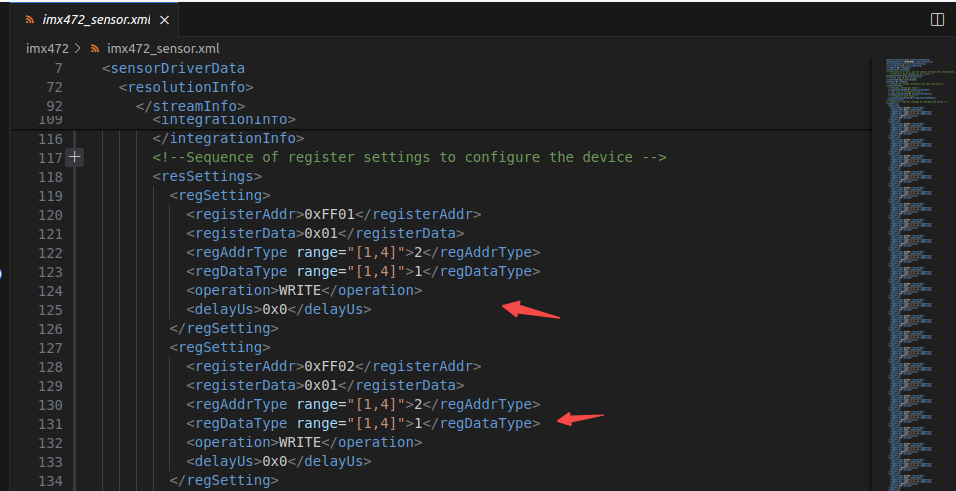 imx472_sensor.xml
imx472 > imx472_sensor.xml
7 <sensorDriverData
72 <resolutionInfo>
92 </streamInfo>
109 <integrationInfo>
116 </integrationInfo>
117 <!--Sequence of register settings to configure the device -->
118 <resSettings>
119 <regSetting>
120 <registerAddr>0xFF01</registerAddr>
121 <registerData>0x01</registerData>
122 <regAddrType range="[1,4]">2</regAddrType>
123 <regDataType range="[1,4]">1</regDataType>
124 <operation>WRITE</operation>
125 <delayUs>0x0</delayUs>
126 </regSetting>
127 <regSetting>
128 <registerAddr>0xFF02</registerAddr>
129 <registerData>0x01</registerData>
130 <regAddrType range="[1,4]">2</regAddrType>
131 <regDataType range="[1,4]">1</regDataType>
132 <operation>WRITE</operation>
133 <delayUs>0x0</delayUs>
134 </regSetting>